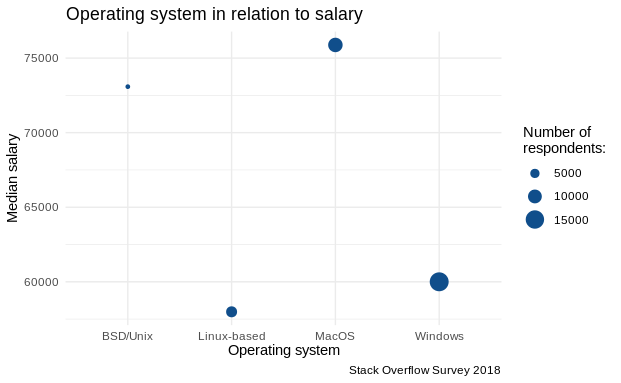 Operating system in relation to salary
75000
70000
65000
60000
Median salary
BSD/Unix
Linux-based
MacOS
Windows
Operating system
Number of
respondents:
5000
10000
15000
Stack Overflow Survey 2018